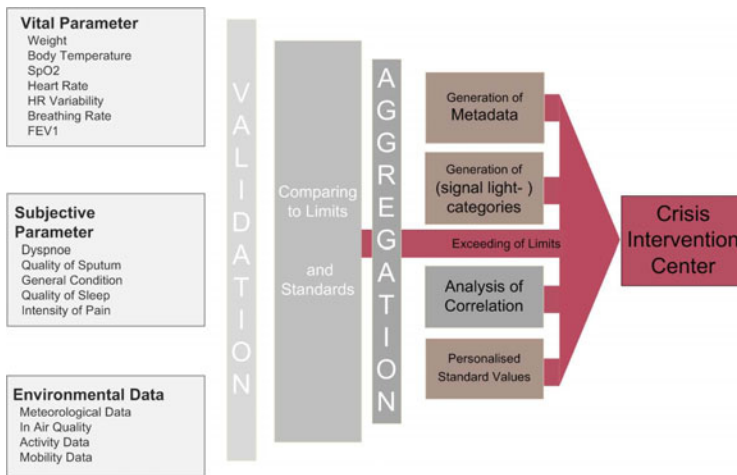 Vital Parameter
Weight
Body Temperature
SpO2
Heart Rate
HR Variability
Breathing Rate
FEV1
Subjective
Parameter
Dyspnoe
Quality of Sputum
General Condition
Quality of Sleep
Intensity of Pain
Environmental Data
Meteorological Data
In Air Quality
Activity Data
Mobility Data
VALIDATION
Comparing
to Limits
and
Standards
AGGREGATION
Generation of
Metadata
Generation of
(signal light- )
categories
Exceeding of Limits
Analysis of
Correlation
Personalised
Standard Values
Crisis
Intervention
Center